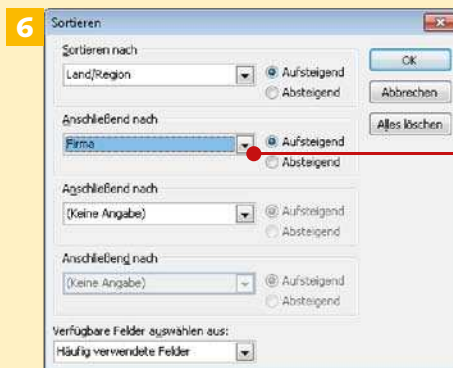 6
Sortieren
Sortieren nach
Land/Region
Aufsteigend
Absteigend
OK
Abbrechen
Alles löschen
Anschließend nach
Firma
Aufsteigend
Absteigend
Anschließend nach
(Keine Angabe)
Aufsteigend
Absteigend
Anschließend nach
(Keine Angabe)
Aufsteigend
Absteigend
Verfügbare Felder auswählen aus:
Häufig verwendete Felder